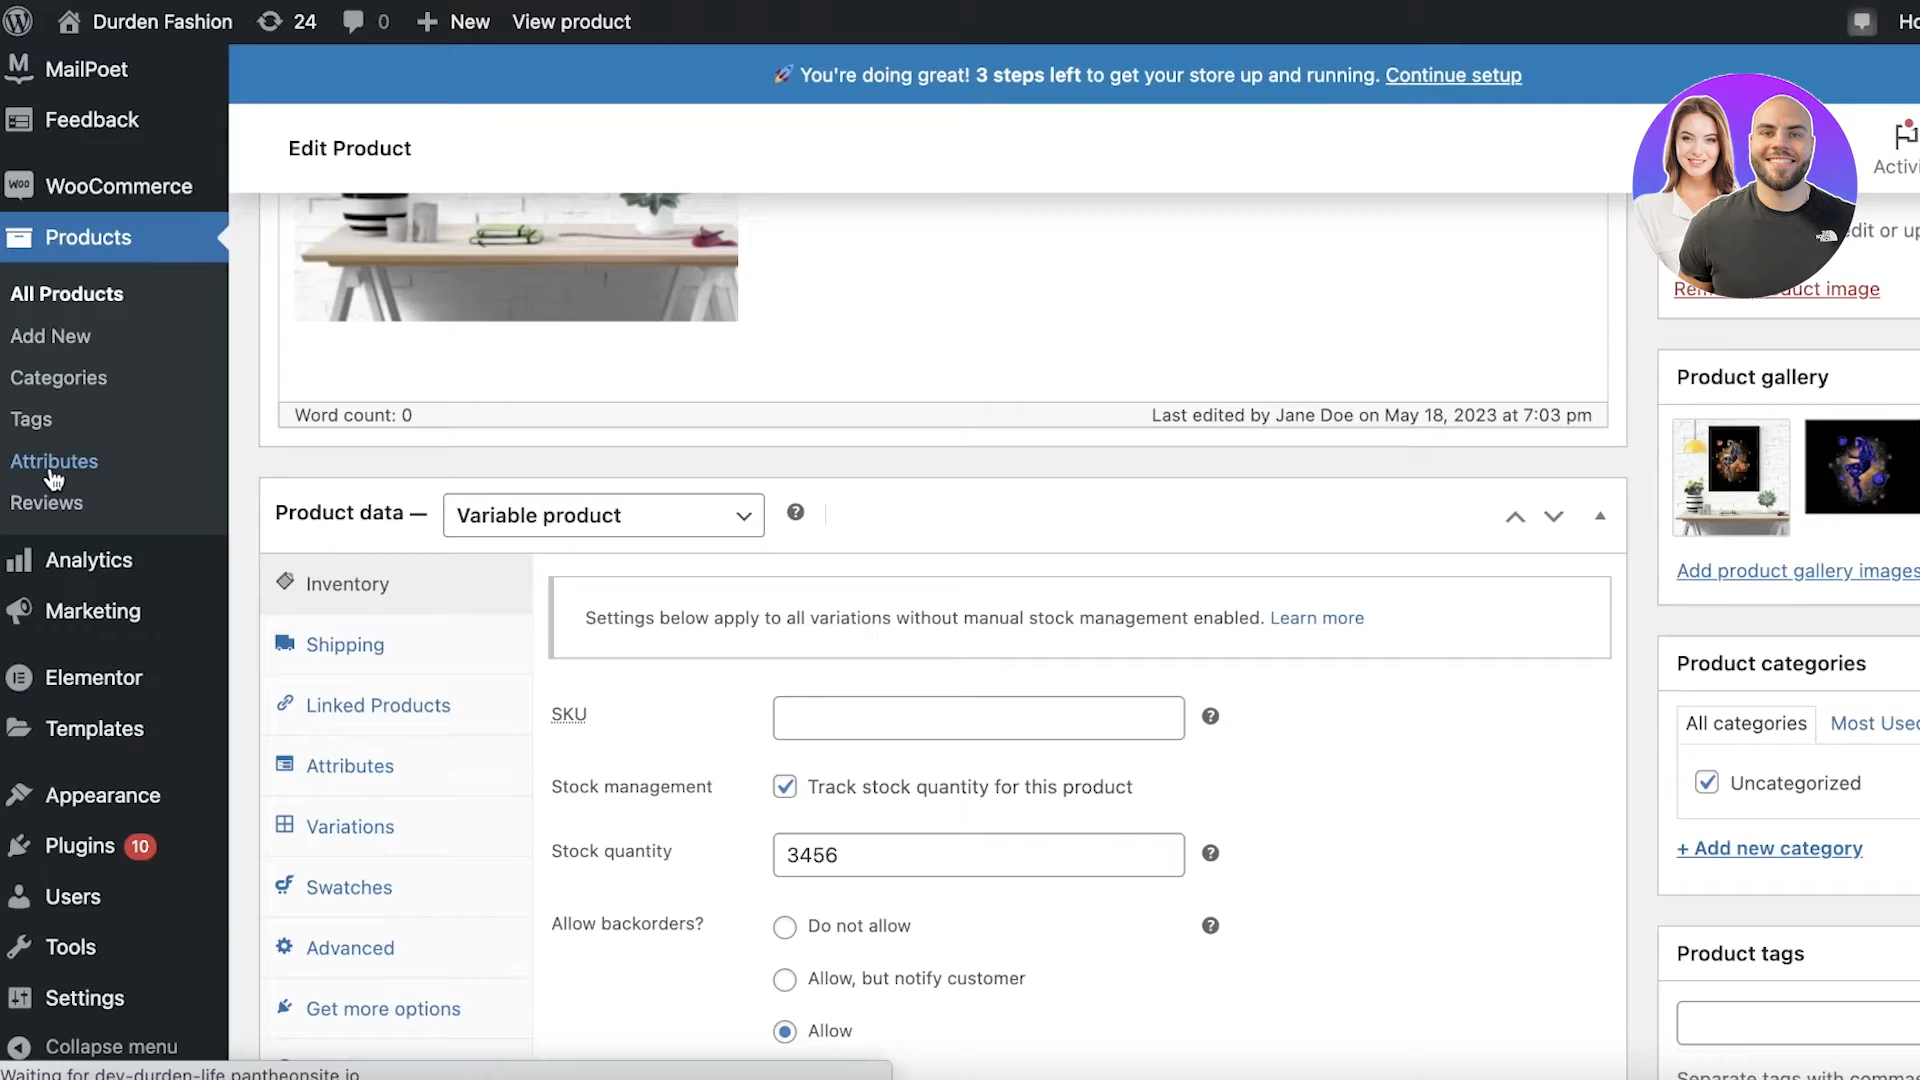 Durden Fashion 24 0 New View product
MailPoet
Feedback
WooCommerce
Products
All Products
Add New
Categories
Tags
Attributes
Reviews
Analytics
Marketing
Elementor
Templates
Appearance
Plugins 10
Users
Tools
Settings
Collapse menu
Waiting for dev-durden-life.pantheonsite.io
🚀 You're doing great! 3 steps left to get your store up and running. Continue setup
Edit Product
Word count: 0
Last edited by Jane Doe on May 18, 2023 at 7:03 pm
Product data — Variable product
Inventory
Shipping
Linked Products
Attributes
Variations
Swatches
Advanced
Get more options
Settings below apply to all variations without manual stock management enabled. Learn more
SKU
Stock management Track stock quantity for this product
Stock quantity 3456
Allow backorders? Do not allow
Allow, but notify customer
Allow
edit or up
image
Product gallery
Add product gallery images
Product categories
All categories Most Used
Uncategorized
+ Add new category
Product tags
Separate tags with commas